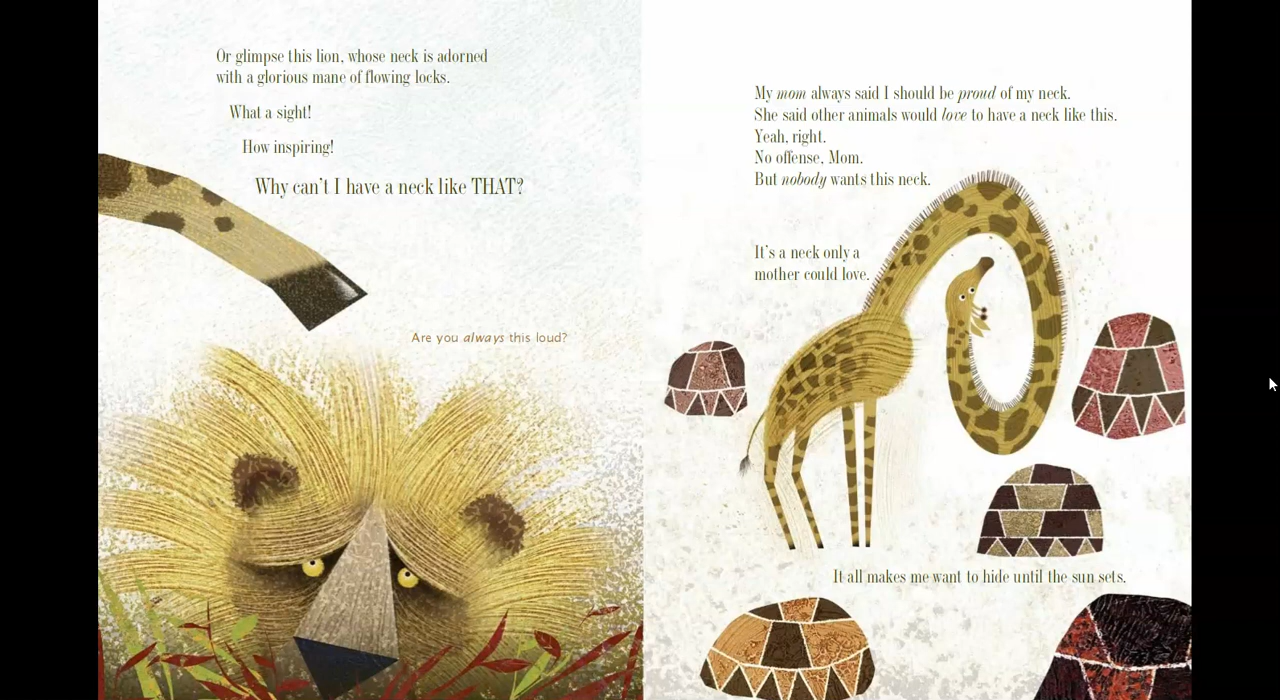 Or glimpse this lion, whose neck is adorned
with a glorious mane of flowing locks.
What a sight!
How inspiring!
Why can't I have a neck like THAT?
Are you always this loud?
My mom always said I should be proud of my neck.
She said other animals would love to have a neck like this.
Yeah, right.
No offense, Mom.
But nobody wants this neck.
It's a neck only a
mother could love.
It all makes me want to hide until the sun sets.